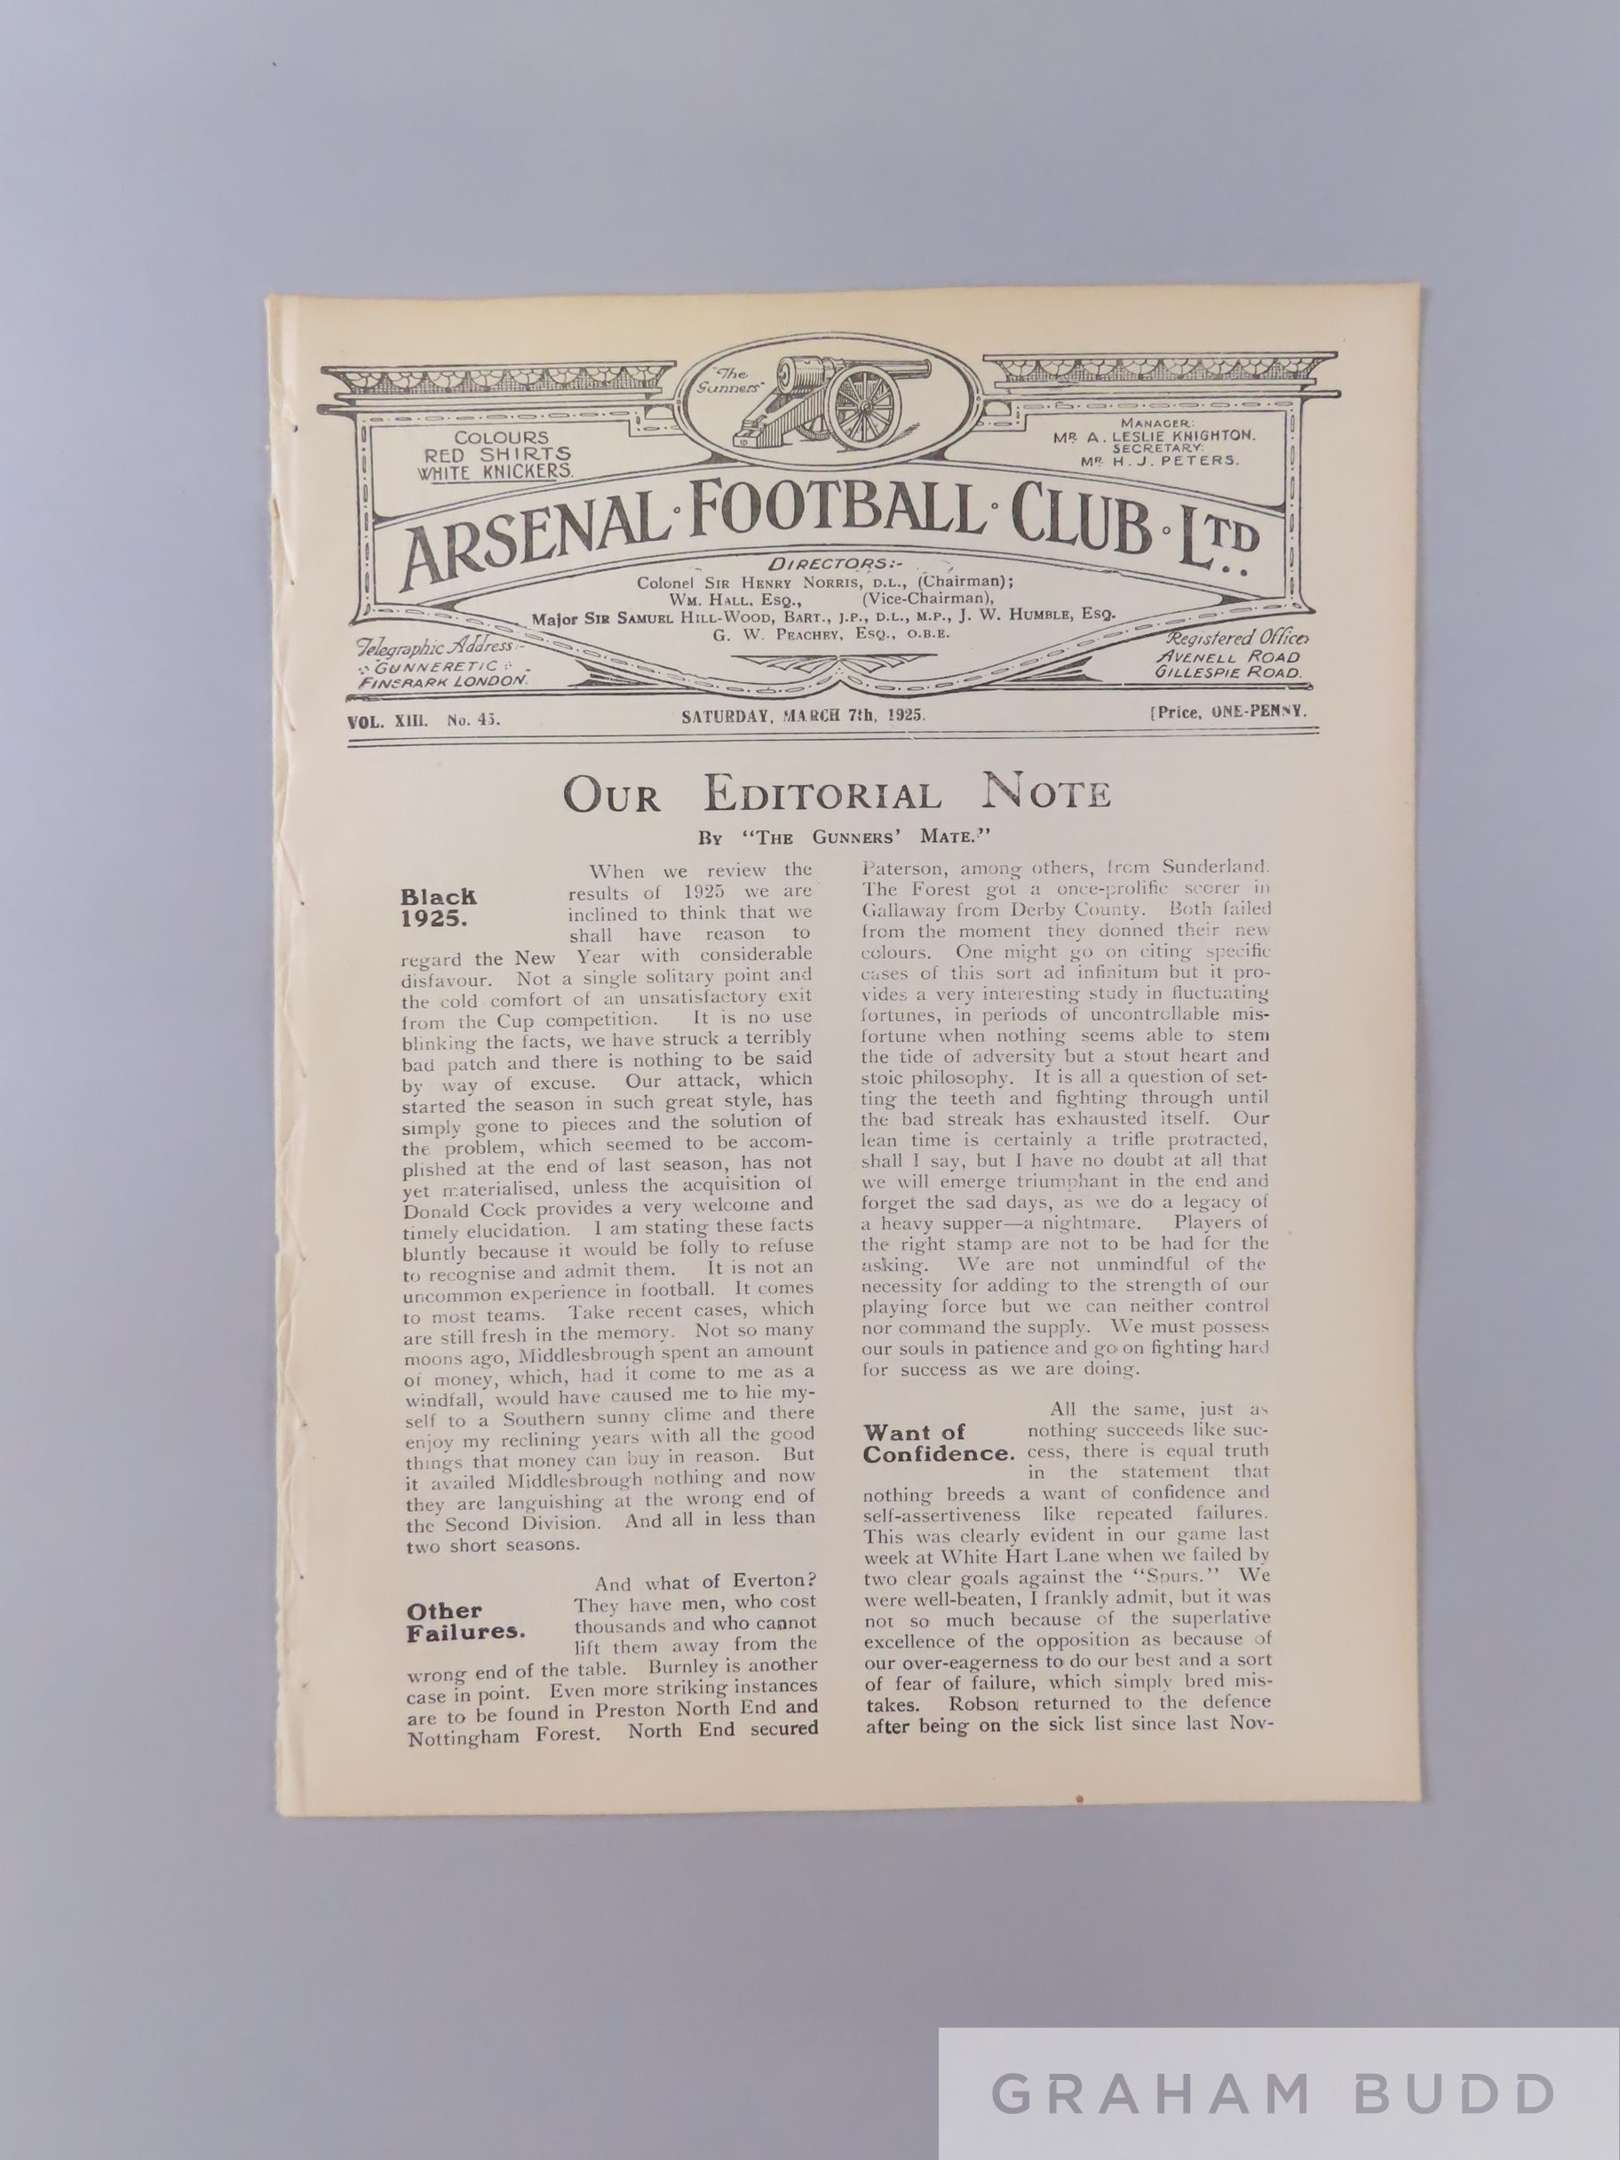 "The
Gunners"
COLOURS
RED SHIRTS
WHITE KNICKERS.
MANAGER:
MR. A. LESLIE KNIGHTON.
SECRETARY:
MR. H. J. PETERS.
ARSENAL · FOOTBALL · CLUB · LTD..
DIRECTORS:-
Colonel SIR HENRY NORRIS, D.L., (Chairman);
WM. HALL. ESQ., (Vice-Chairman),
Major SIR SAMUEL HILL-WOOD, BART., J.P., D.L., M.P., J. W. HUMBLE, ESQ.
G. W. PEACHEY, ESQ., O.B.E.
Telegraphic Address:-
"GUNNERETIC"
FINSPARK LONDON.
Registered Office
AVENELL ROAD
GILLESPIE ROAD.
VOL. XIII. No. 45. SATURDAY, MARCH 7th, 1925. [Price, ONE-PENNY.
OUR EDITORIAL NOTE
BY "THE GUNNERS' MATE."
Black
1925.
When we review the
results of 1925 we are
inclined to think that we
shall have reason to
regard the New Year with considerable
disfavour. Not a single solitary point and
the cold comfort of an unsatisfactory exit
from the Cup competition. It is no use
blinking the facts, we have struck a terribly
bad patch and there is nothing to be said
by way of excuse. Our attack, which
started the season in such great style, has
simply gone to pieces and the solution of
the problem, which seemed to be accom-
plished at the end of last season, has not
yet materialised, unless the acquisition of
Donald Cock provides a very welcome and
timely elucidation. I am stating these facts
bluntly because it would be folly to refuse
to recognise and admit them. It is not an
uncommon experience in football. It comes
to most teams. Take recent cases, which
are still fresh in the memory. Not so many
moons ago, Middlesbrough spent an amount
of money, which, had it come to me as a
windfall, would have caused me to hie my-
self to a Southern sunny clime and there
enjoy my reclining years with all the good
things that money can buy in reason. But
it availed Middlesbrough nothing and now
they are languishing at the wrong end of
the Second Division. And all in less than
two short seasons.
Other
Failures.
And what of Everton?
They have men, who cost
thousands and who cannot
lift them away from the
wrong end of the table. Burnley is another
case in point. Even more striking instances
are to be found in Preston North End and
Nottingham Forest. North End secured
Paterson, among others, from Sunderland.
The Forest got a once-prolific scorer in
Gallaway from Derby County. Both failed
from the moment they donned their new
colours. One might go on citing specific
cases of this sort ad infinitum but it pro-
vides a very interesting study in fluctuating
fortunes, in periods of uncontrollable mis-
fortune when nothing seems able to stem
the tide of adversity but a stout heart and
stoic philosophy. It is all a question of set-
ting the teeth and fighting through until
the bad streak has exhausted itself. Our
lean time is certainly a trifle protracted,
shall I say, but I have no doubt at all that
we will emerge triumphant in the end and
forget the sad days, as we do a legacy of
a heavy supper—a nightmare. Players of
the right stamp are not to be had for the
asking. We are not unmindful of the
necessity for adding to the strength of our
playing force but we can neither control
nor command the supply. We must possess
our souls in patience and go on fighting hard
for success as we are doing.
Want of
Confidence.
All the same, just as
nothing succeeds like suc-
cess, there is equal truth
in the statement that
nothing breeds a want of confidence and
self-assertiveness like repeated failures.
This was clearly evident in our game last
week at White Hart Lane when we failed by
two clear goals against the "Spurs." We
were well-beaten, I frankly admit, but it was
not so much because of the superlative
excellence of the opposition as because of
our over-eagerness to do our best and a sort
of fear of failure, which simply bred mis-
takes. Robson returned to the defence
after being on the sick list since last Nov-
GRAHAM BUDD